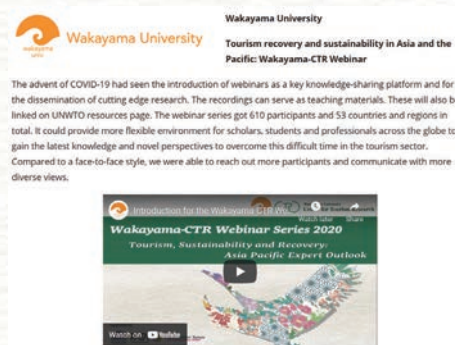 Wakayama University
Wakayama University
Tourism recovery and sustainability in Asia and the
Pacific: Wakayama-CTR Webinar
The advent of COVID-19 had seen the introduction of webinars as a key knowledge-sharing platform and for
the dissemination of cutting edge research. The recordings can serve as teaching materials. These will also b
linked on UNWTO resources page. The webinar series got 610 participants and 53 countries and regions in
total. It could provide more flexible environment for scholars, students and professionals across the globe to
gain the latest knowledge and novel perspectives to overcome this difficult time in the tourism sector.
Compared to a face-to-face style, we were able to reach out more participants and communicate with more
diverse views.
Introduction for the Wakayama CTR W
Watch later Share
Wakayama-CTR Webinar Series 2020
Tourism, Sustainability and Recovery:
Asia Pacific Expert Outlook
Watch on YouTube